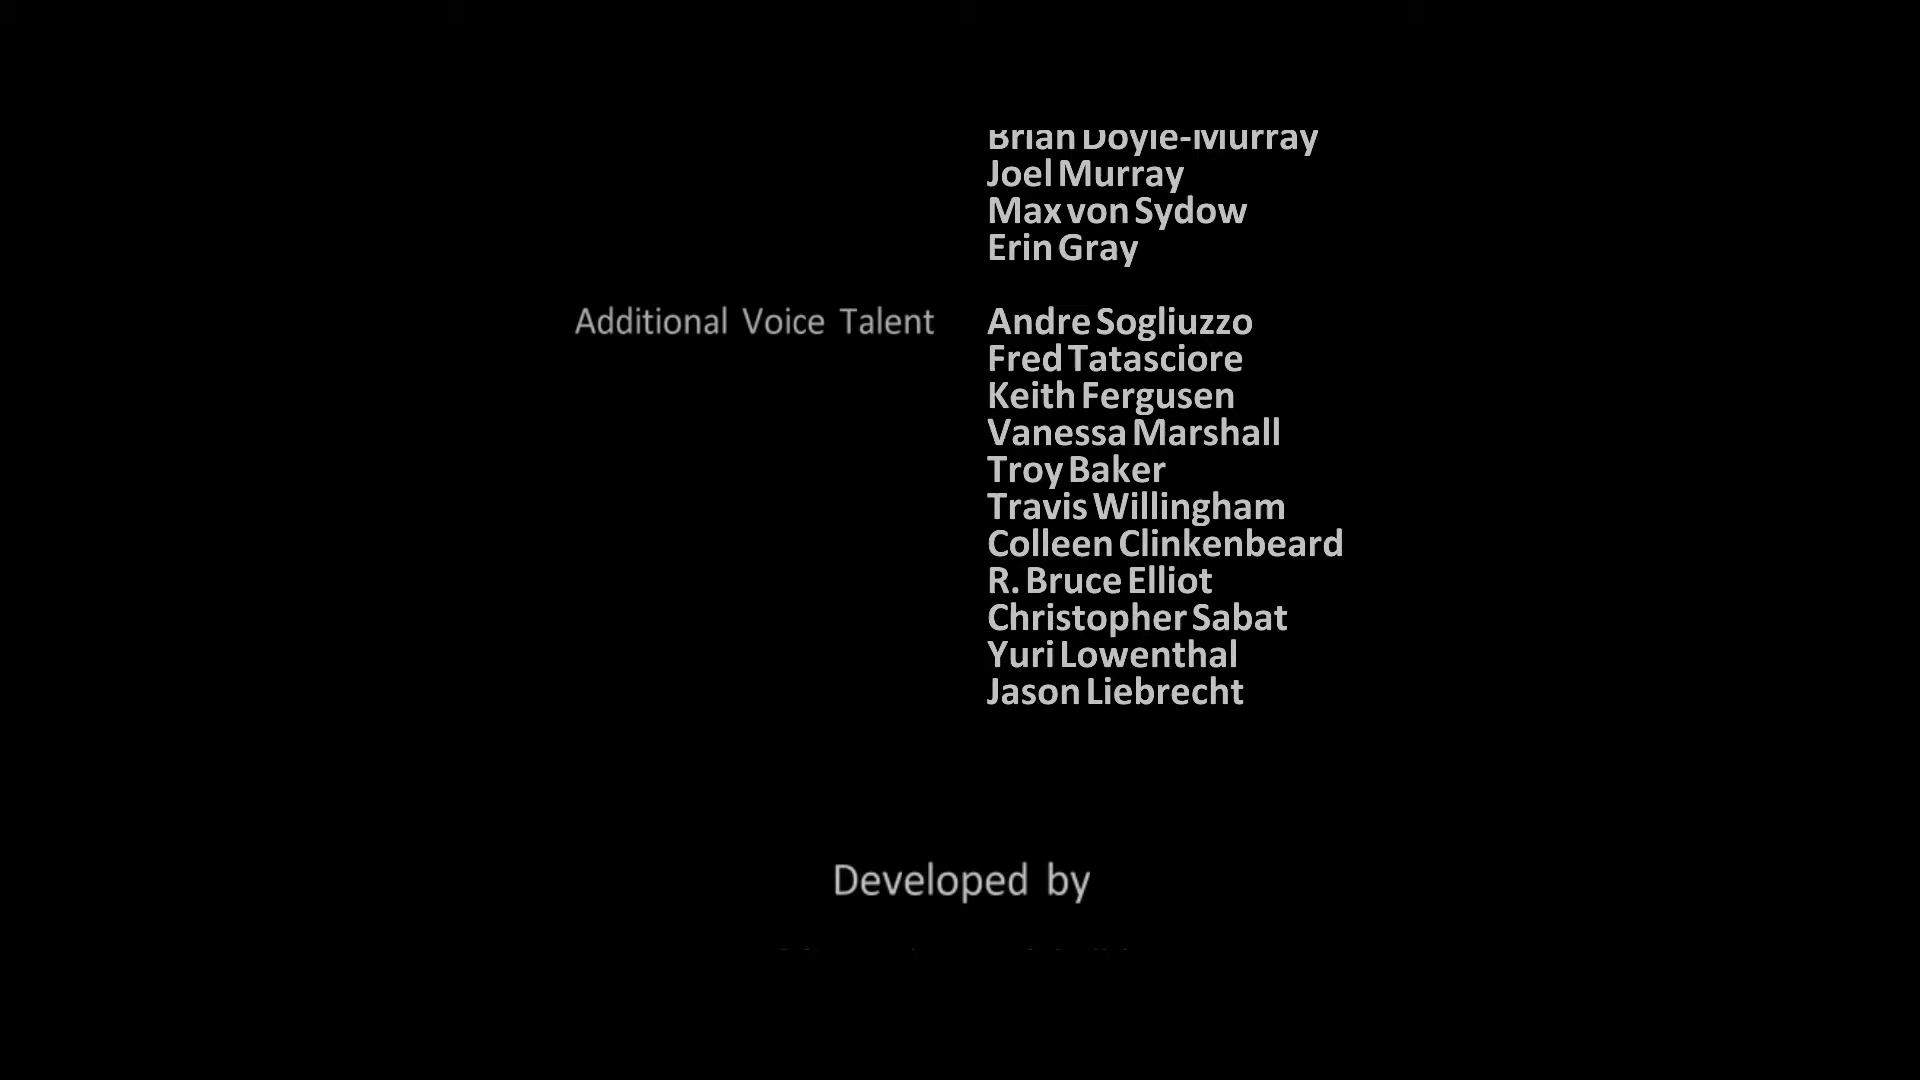 Brian Doyle-Murray
Joel Murray
Max von Sydow
Erin Gray
Additional Voice Talent Andre Sogliuzzo
Fred Tatasciore
Keith Fergusen
Vanessa Marshall
Troy Baker
Travis Willingham
Colleen Clinkenbeard
R. Bruce Elliot
Christopher Sabat
Yuri Lowenthal
Jason Liebrecht
Developed by